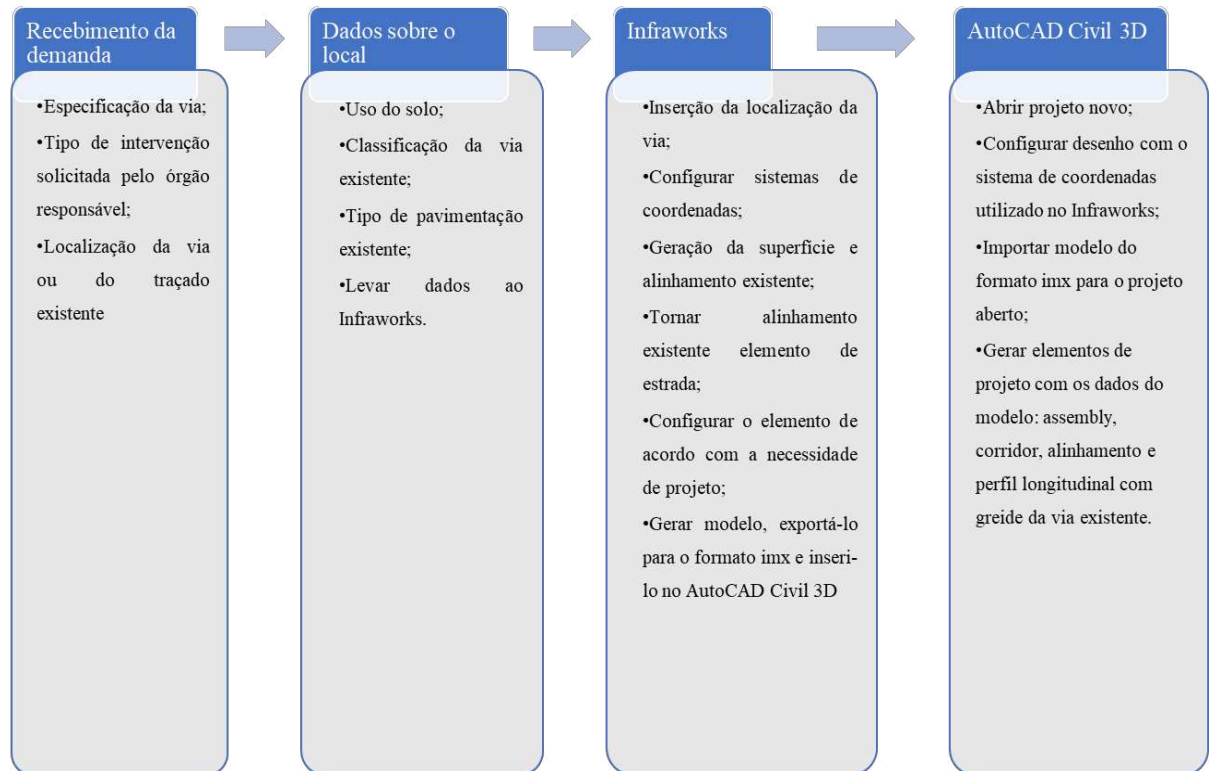 Recebimento da
demanda
•Especificação da via;
•Tipo de intervenção
solicitada pelo órgão
responsável;
•Localização da via
ou do traçado
existente
Dados sobre o
local
•Uso do solo;
•Classificação da via
existente;
•Tipo de pavimentação
existente;
•Levar dados ao
Infraworks.
Infraworks
•Inserção da localização da
via;
•Configurar sistemas de
coordenadas;
•Geração da superfície e
alinhamento existente;
•Tornar alinhamento
existente elemento de
estrada;
•Configurar o elemento de
acordo com a necessidade
de projeto;
•Gerar modelo, exportá-lo
para o formato imx e inseri-
lo no AutoCAD Civil 3D
AutoCAD Civil 3D
•Abrir projeto novo;
•Configurar desenho com o
sistema de coordenadas
utilizado no Infraworks;
•Importar modelo do
formato imx para o projeto
aberto;
•Gerar elementos de
projeto com os dados do
modelo: assembly,
corridor, alinhamento e
perfil longitudinal com
greide da via existente.